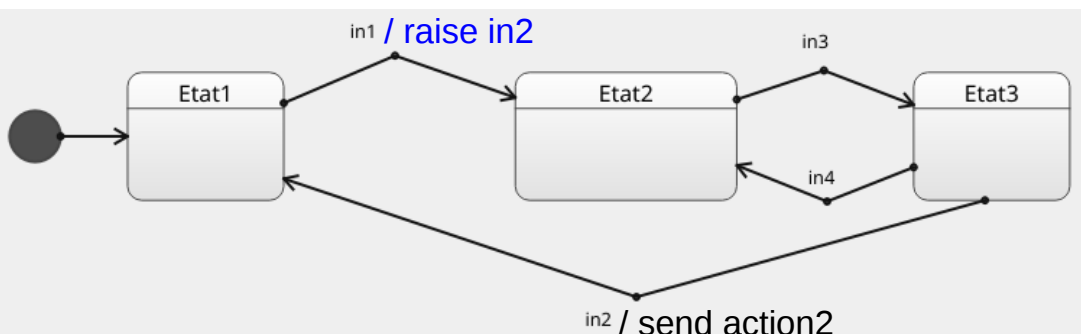 in1 / raise in2
in3
Etat1
Etat2
Etat3
in4
in2 / send action2